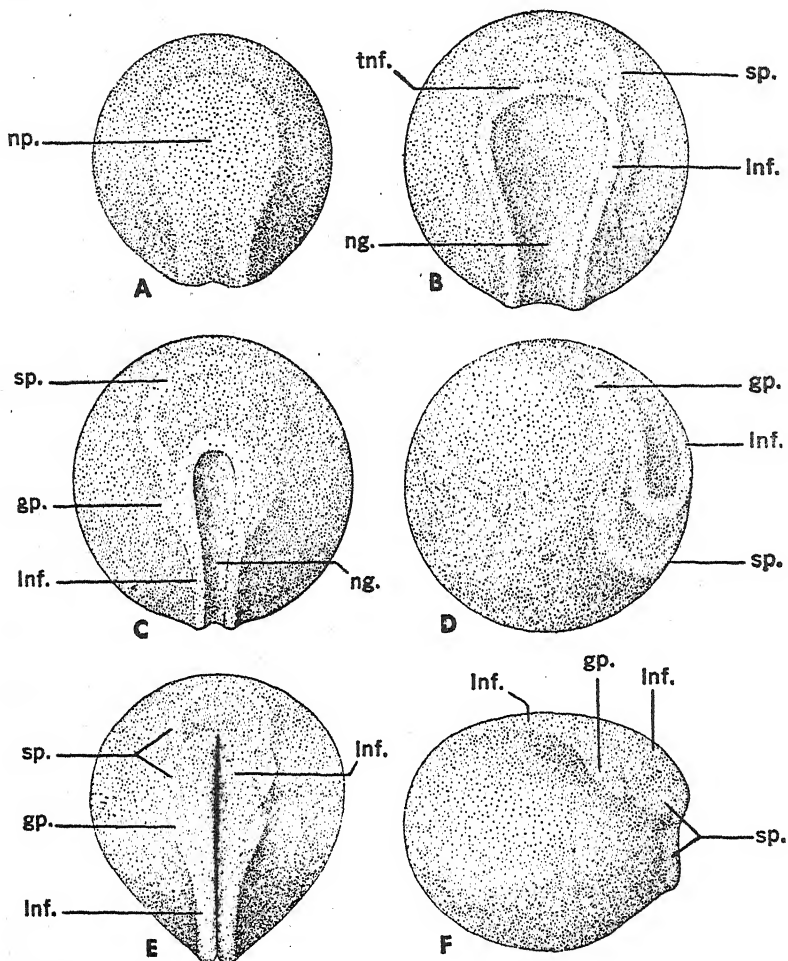 np.
A
tnf.
sp.
lnf.
ng.
B
sp.
gp.
lnf.
ng.
C
gp.
lnf.
sp.
D
sp.
lnf.
gp.
lnf.
E
lnf.
gp.
lnf.
sp.
F